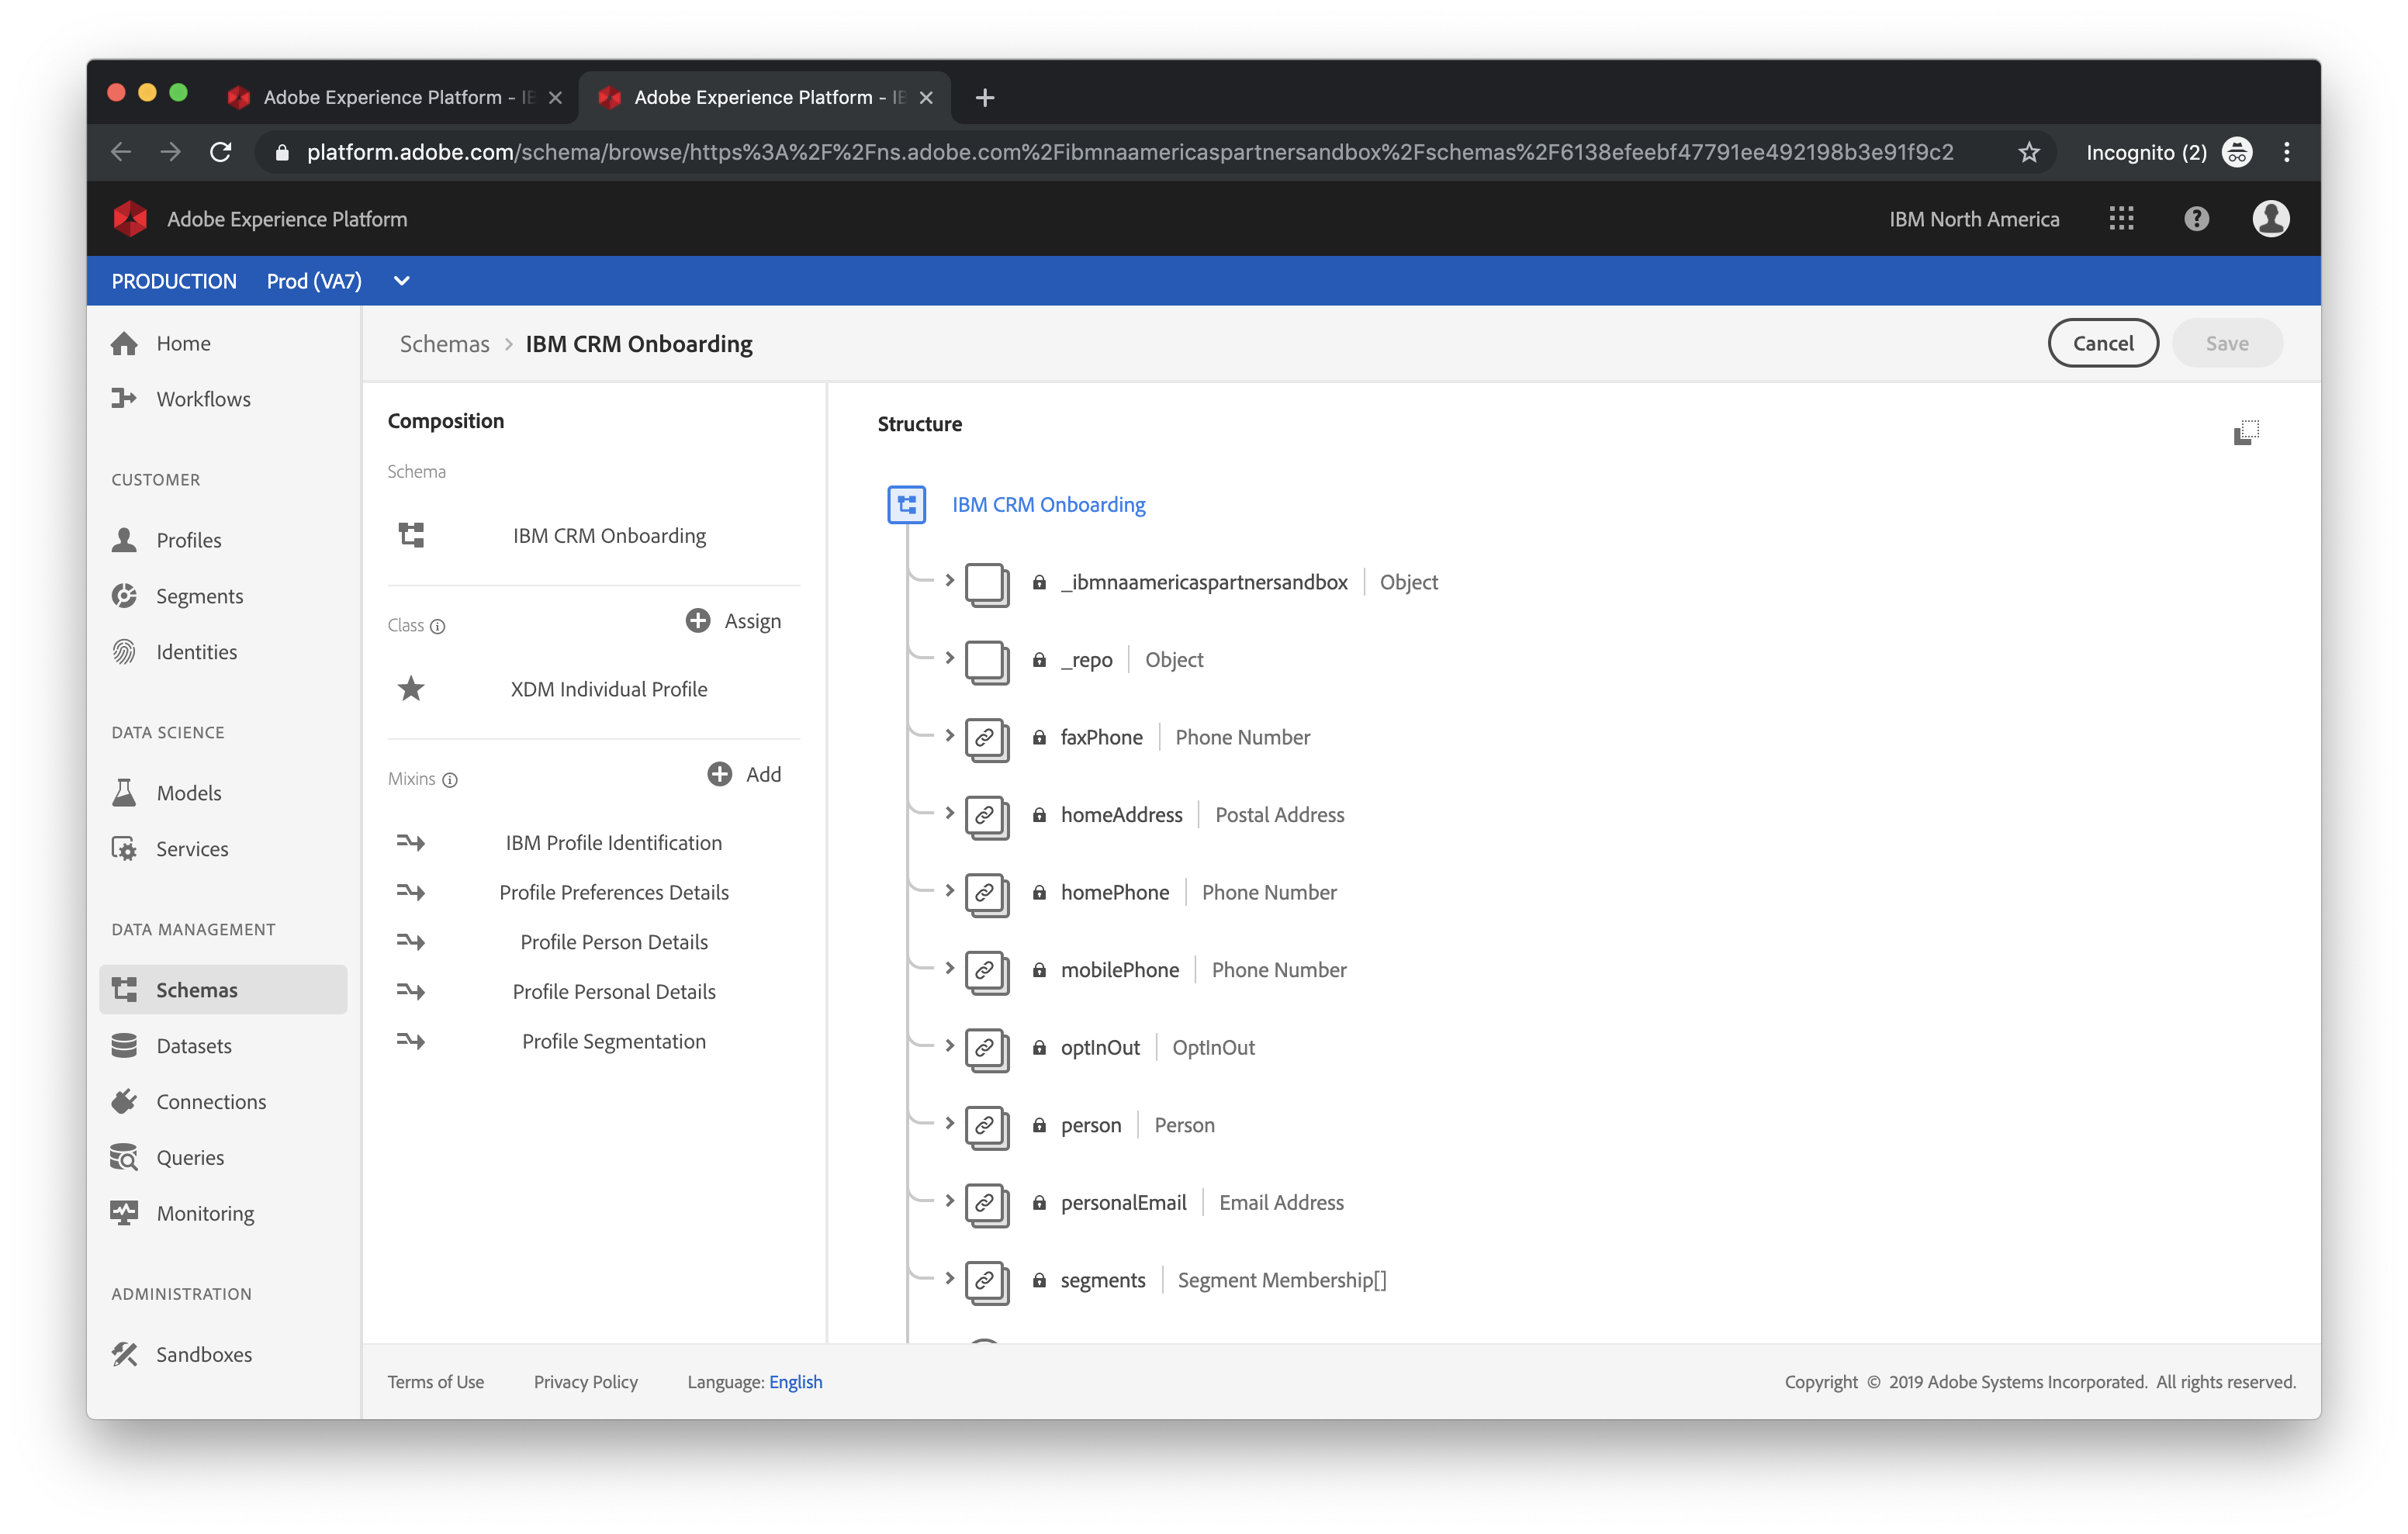 Adobe Experience Platform - IB
Adobe Experience Platform - IB
platform.adobe.com/schema/browse/https%3A%2F%2Fns.adobe.com%2Fibmnaamericaspartnersandbox%2Fschemas%2F6138efeebf47791ee492198b3e91f9c2
Incognito (2)
Adobe Experience Platform
IBM North America
PRODUCTION Prod (VA7)
Home
Workflows
CUSTOMER
Profiles
Segments
Identities
DATA SCIENCE
Models
Services
DATA MANAGEMENT
Schemas
Datasets
Connections
Queries
Monitoring
ADMINISTRATION
Sandboxes
Schemas > IBM CRM Onboarding
Cancel
Save
Composition
Schema
IBM CRM Onboarding
Class
Assign
XDM Individual Profile
Mixins
Add
IBM Profile Identification
Profile Preferences Details
Profile Person Details
Profile Personal Details
Profile Segmentation
Structure
IBM CRM Onboarding
_ibmnaamericaspartnersandbox | Object
_repo | Object
faxPhone | Phone Number
homeAddress | Postal Address
homePhone | Phone Number
mobilePhone | Phone Number
optInOut | OptInOut
person | Person
personalEmail | Email Address
segments | Segment Membership[]
Terms of Use
Privacy Policy
Language: English
Copyright © 2019 Adobe Systems Incorporated. All rights reserved.